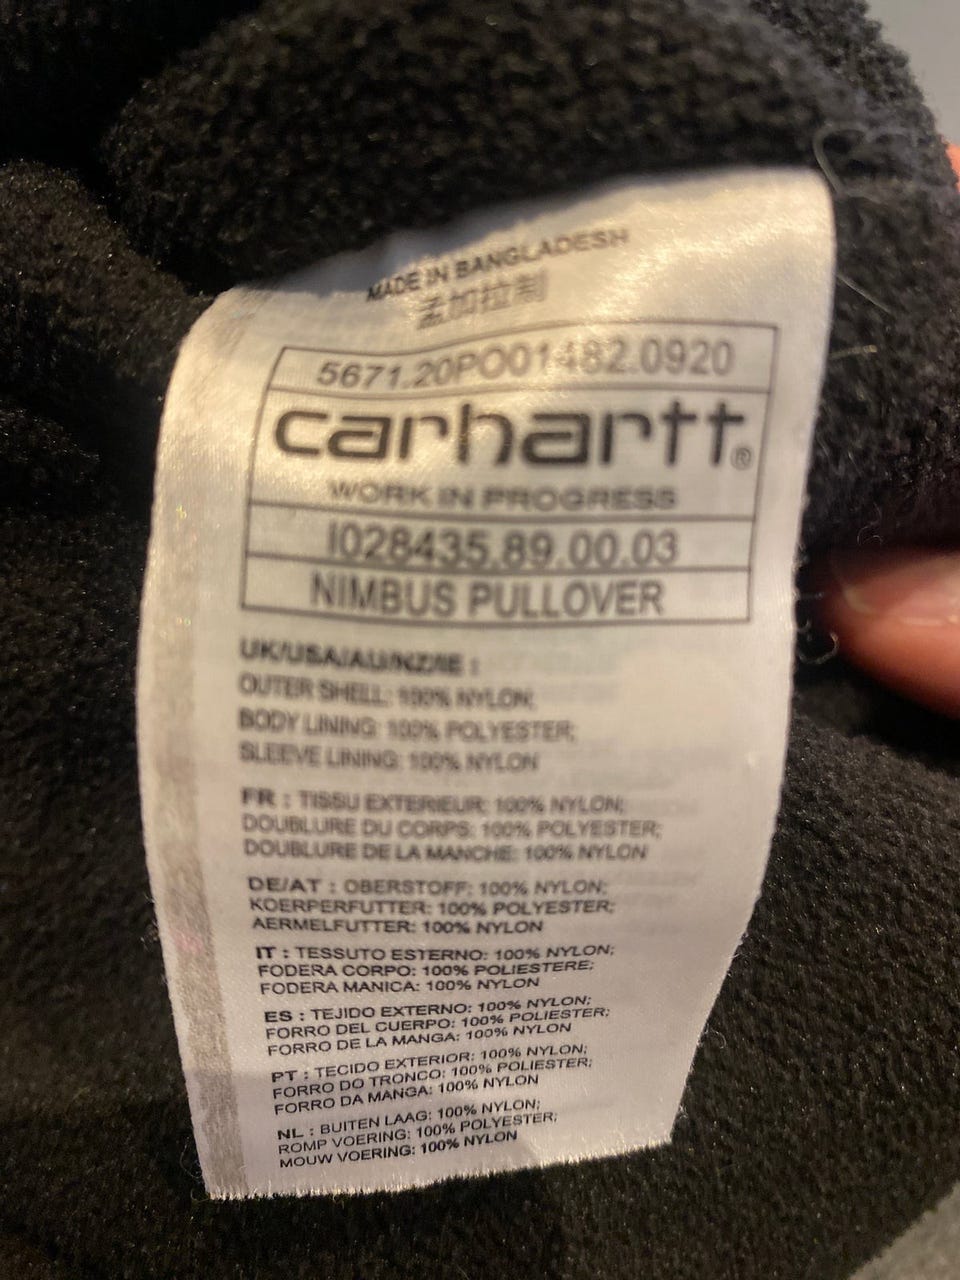 MADE IN BANGLADESH
孟加拉制
5671.20PO01482.0920
carhartt®
WORK IN PROGRESS
I028435.89.00.03
NIMBUS PULLOVER
UK/USA/AU/NZ/IE :
OUTER SHELL: 100% NYLON;
BODY LINING: 100% POLYESTER;
SLEEVE LINING: 100% NYLON
FR : TISSU EXTERIEUR: 100% NYLON;
DOUBLURE DU CORPS: 100% POLYESTER;
DOUBLURE DE LA MANCHE: 100% NYLON
DE/AT : OBERSTOFF: 100% NYLON;
KOERPERFUTTER: 100% POLYESTER;
AERMELFUTTER: 100% NYLON
IT : TESSUTO ESTERNO: 100% NYLON;
FODERA CORPO: 100% POLIESTERE;
FODERA MANICA: 100% NYLON
ES : TEJIDO EXTERNO: 100% NYLON;
FORRO DEL CUERPO: 100% POLIESTER;
FORRO DE LA MANGA: 100% NYLON
PT : TECIDO EXTERIOR: 100% NYLON;
FORRO DO TRONCO: 100% POLIESTER;
FORRO DA MANGA: 100% NYLON
NL : BUITEN LAAG: 100% NYLON;
ROMP VOERING: 100% POLYESTER;
MOUW VOERING: 100% NYLON